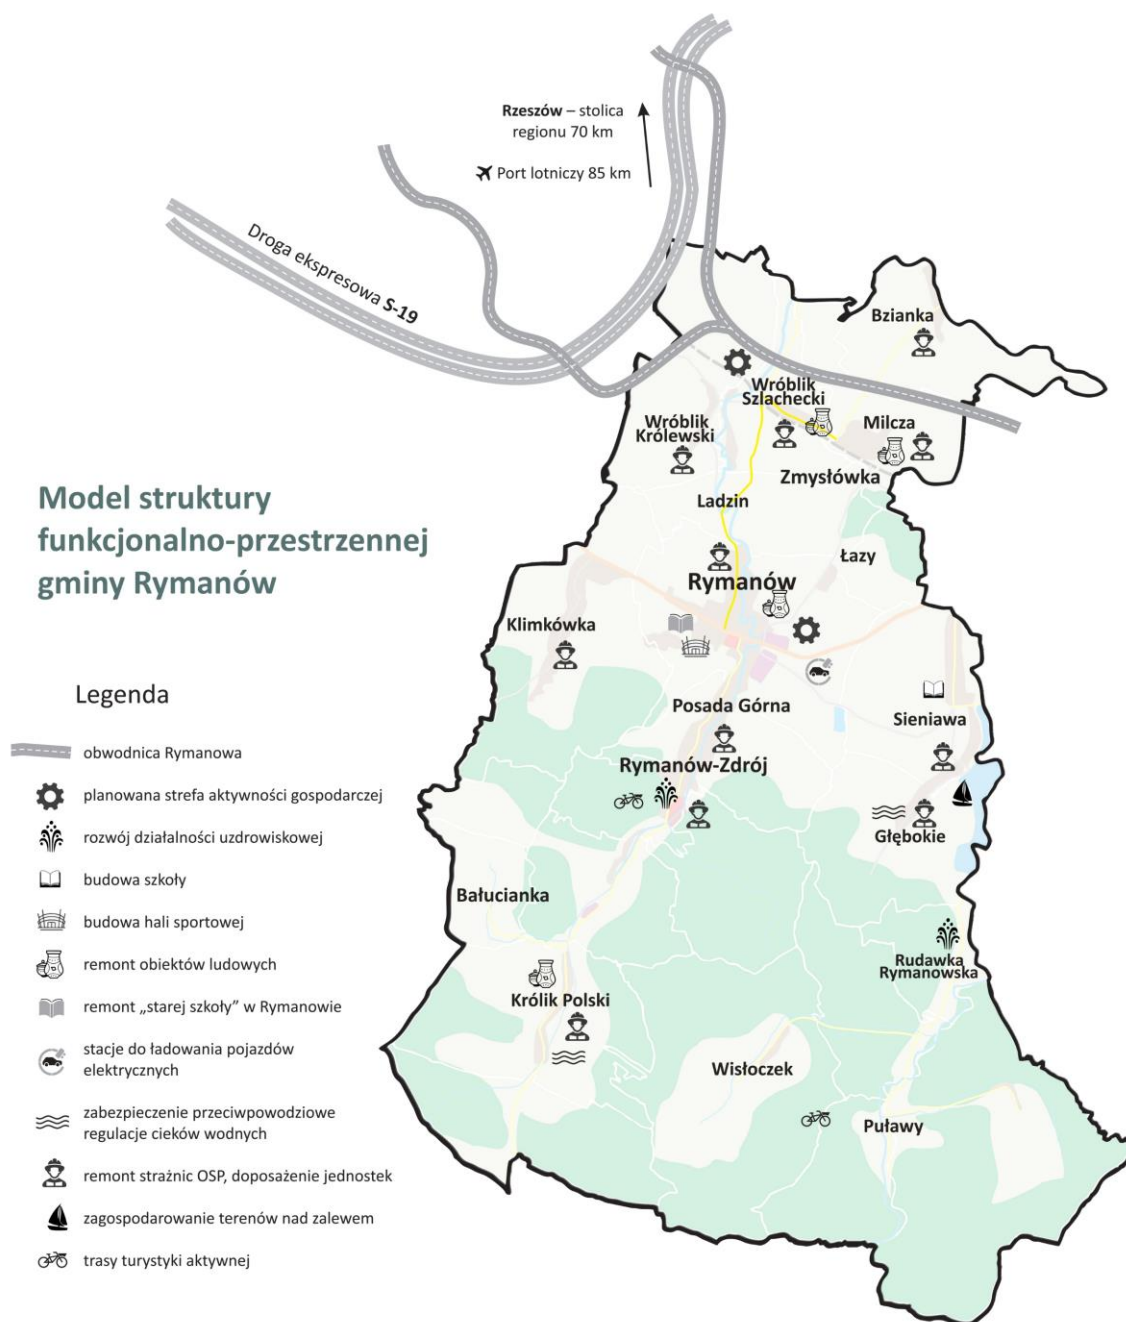 Rzeszów – stolica
regionu 70 km
Port lotniczy 85 km
Droga ekspresowa S-19
Bzianka
Wróblik
Szlachecki
Wróblik
Królewski
Milcza
Zmysłówka
Ladzin
Model struktury
funkcjonalno-przestrzennej
gminy Rymanów
Łazy
Rymanów
Klimkówka
Posada Górna
Sieniawa
Rymanów-Zdrój
Głębokie
Bałucianka
Rudawka
Rymanowska
Królik Polski
Wisłoczek
Puławy
Legenda
obwodnica Rymanowa
planowana strefa aktywności gospodarczej
rozwój działalności uzdrowiskowej
budowa szkoły
budowa hali sportowej
remont obiektów ludowych
remont „starej szkoły” w Rymanowie
stacje do ładowania pojazdów
elektrycznych
zabezpieczenie przeciwpowodziowe
regulacje cieków wodnych
remont strażnic OSP, doposażenie jednostek
zagospodarowanie terenów nad zalewem
trasy turystyki aktywnej